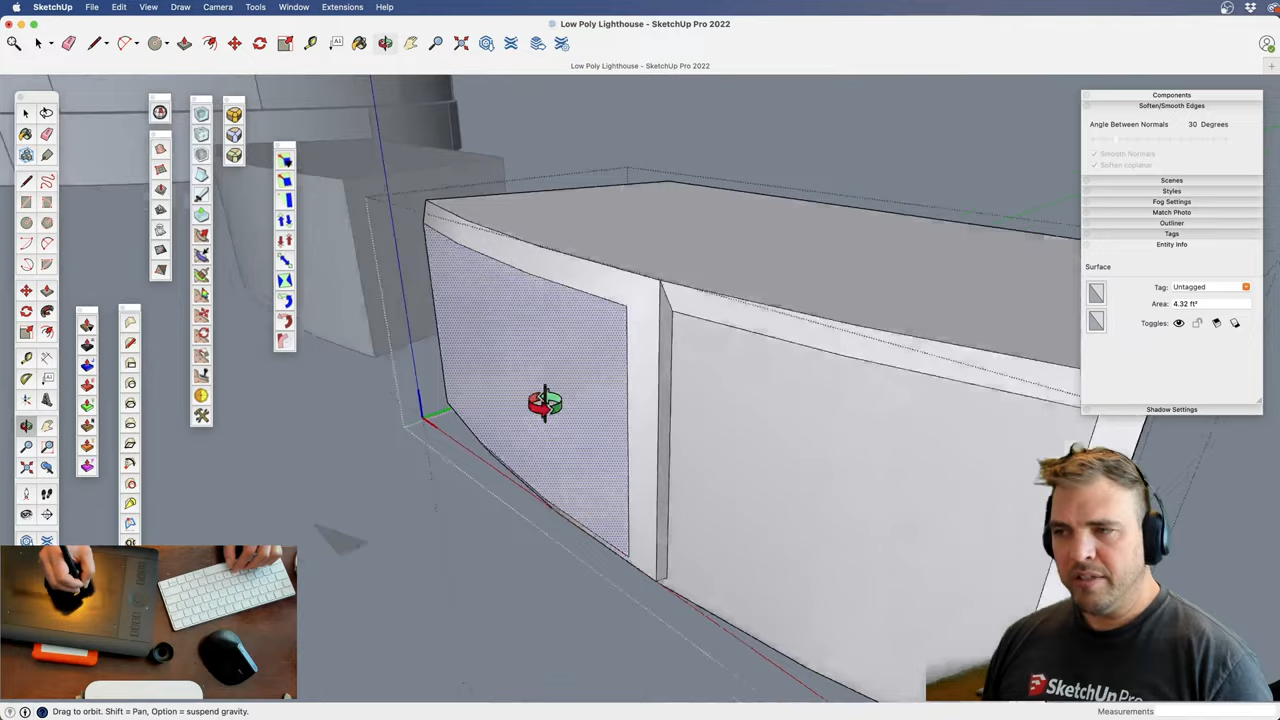 SketchUp File Edit View Draw Camera Tools Window Extensions Help
Low Poly Lighthouse - SketchUp Pro 2022
Low Poly Lighthouse - SketchUp Pro 2022
Components
Soften/Smooth Edges
Angle Between Normals 30 Degrees
Smooth Normals
Soften coplanar
Scenes
Styles
Fog Settings
Match Photo
Outliner
Tags
Entity Info
Surface
Tag: Untagged
Area: 4.32 ft²
Toggles:
Shadow Settings
SketchUp Pro
Drag to orbit. Shift = Pan, Option = suspend gravity.
Measurements